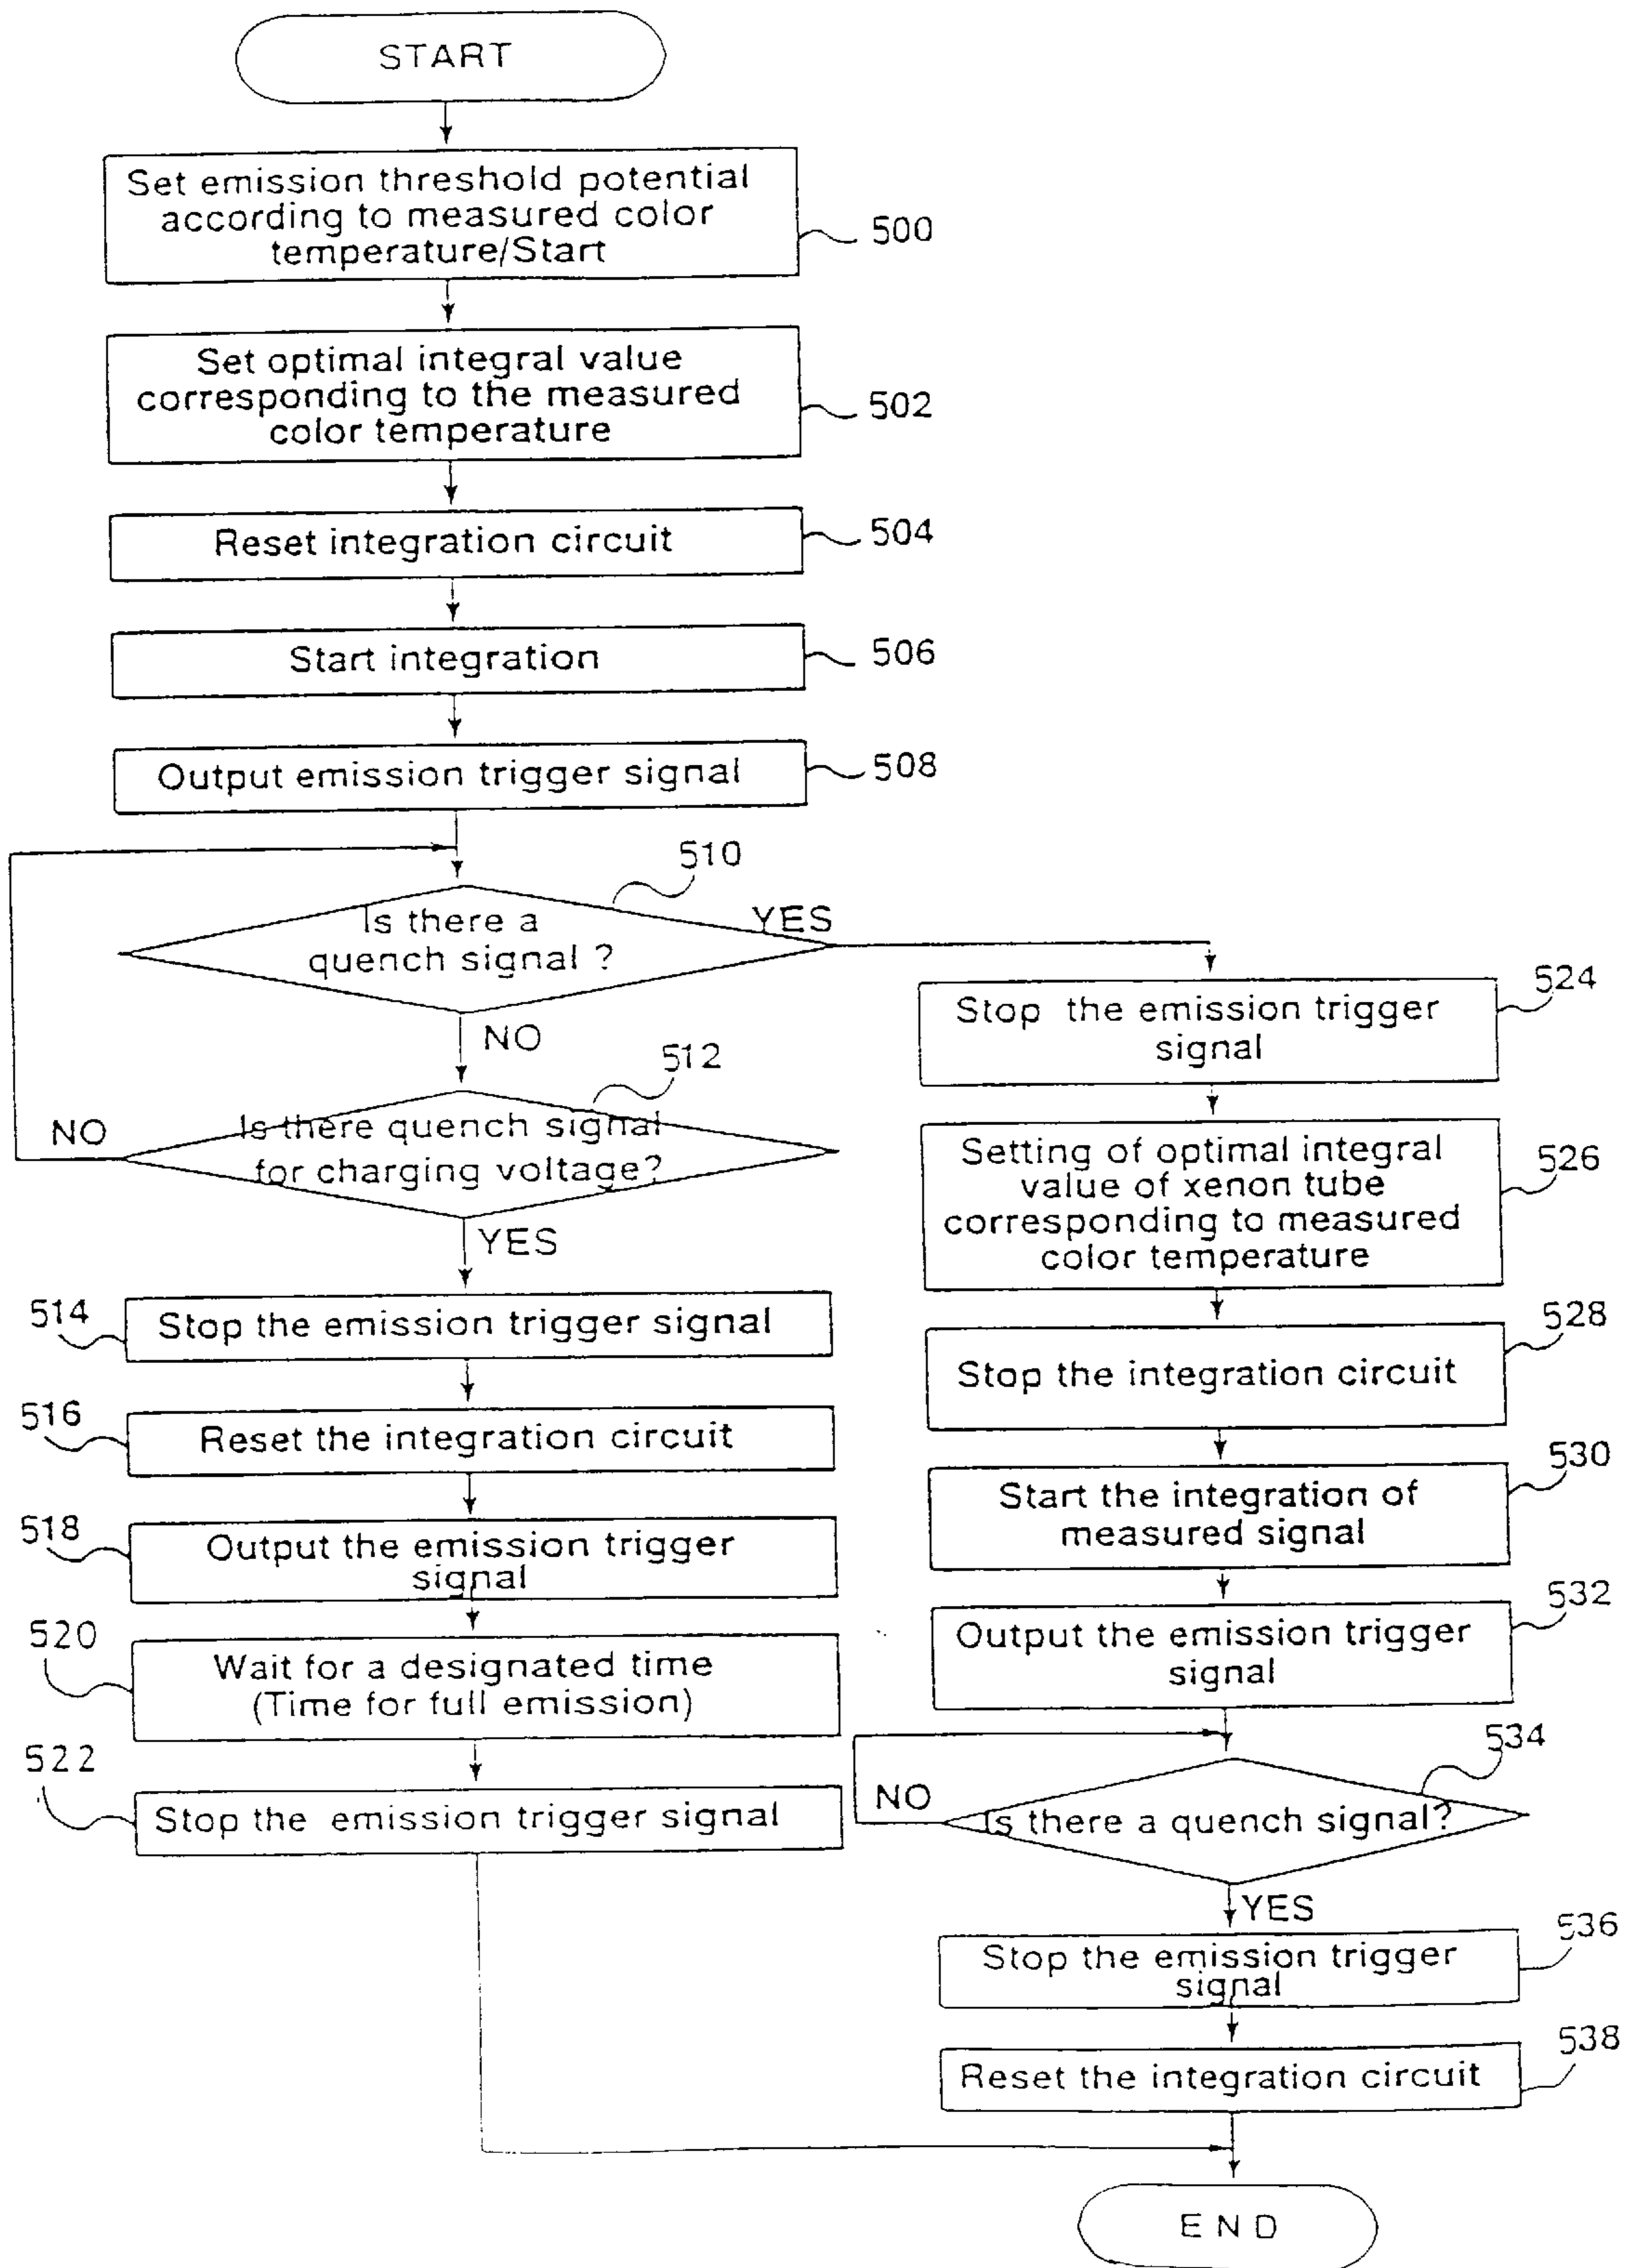 START
Set emission threshold potential
according to measured color
temperature/Start
500
Set optimal integral value
corresponding to the measured
color temperature
502
Reset integration circuit
504
Start integration
506
Output emission trigger signal
508
510
Is there a
quench signal ?
YES
NO
512
Is there quench signal
for charging voltage?
NO
YES
514
Stop the emission trigger signal
516
Reset the integration circuit
518
Output the emission trigger
signal
520
Wait for a designated time
(Time for full emission)
522
Stop the emission trigger signal
524
Stop the emission trigger
signal
526
Setting of optimal integral
value of xenon tube
corresponding to measured
color temperature
528
Stop the integration circuit
530
Start the integration of
measured signal
532
Output the emission trigger
signal
534
NO
Is there a quench signal?
YES
536
Stop the emission trigger
signal
538
Reset the integration circuit
END